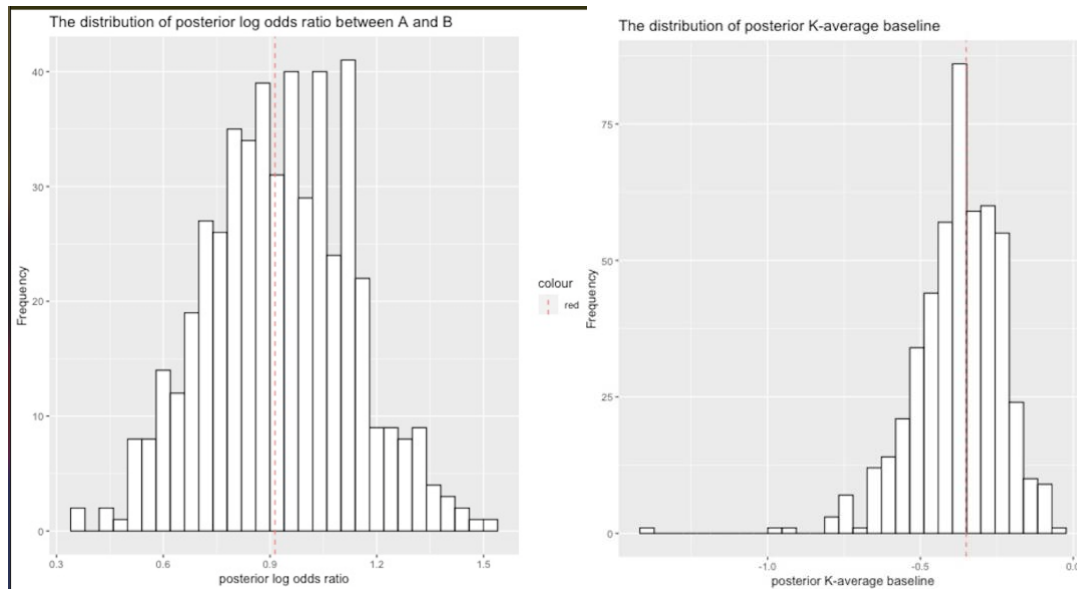 The distribution of posterior log odds ratio between A and B
40
30
20
10
0
Frequency
0.3 0.6 0.9 1.2 1.5
posterior log odds ratio
colour
red
The distribution of posterior K-average baseline
75
50
25
0
Frequency
-1.0 -0.5 0.0
posterior K-average baseline